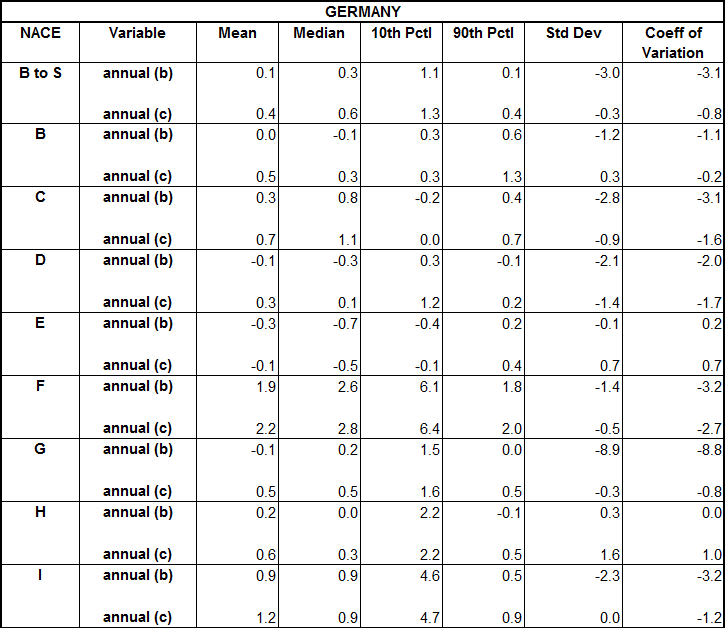 GERMANY
NACE Variable Mean Median 10th Pctl 90th Pctl Std Dev Coeff of
Variation
B to S annual (b) 0.1 0.3 1.1 0.1 -3.0 -3.1
annual (c) 0.4 0.6 1.3 0.4 -0.3 -0.8
B annual (b) 0.0 -0.1 0.3 0.6 -1.2 -1.1
annual (c) 0.5 0.3 0.3 1.3 0.3 -0.2
C annual (b) 0.3 0.8 -0.2 0.4 -2.8 -3.1
annual (c) 0.7 1.1 0.0 0.7 -0.9 -1.6
D annual (b) -0.1 -0.3 0.3 -0.1 -2.1 -2.0
annual (c) 0.3 0.1 1.2 0.2 -1.4 -1.7
E annual (b) -0.3 -0.7 -0.4 0.2 -0.1 0.2
annual (c) -0.1 -0.5 -0.1 0.4 0.7 0.7
F annual (b) 1.9 2.6 6.1 1.8 -1.4 -3.2
annual (c) 2.2 2.8 6.4 2.0 -0.5 -2.7
G annual (b) -0.1 0.2 1.5 0.0 -8.9 -8.8
annual (c) 0.5 0.5 1.6 0.5 -0.3 -0.8
H annual (b) 0.2 0.0 2.2 -0.1 0.3 0.0
annual (c) 0.6 0.3 2.2 0.5 1.6 1.0
I annual (b) 0.9 0.9 4.6 0.5 -2.3 -3.2
annual (c) 1.2 0.9 4.7 0.9 0.0 -1.2